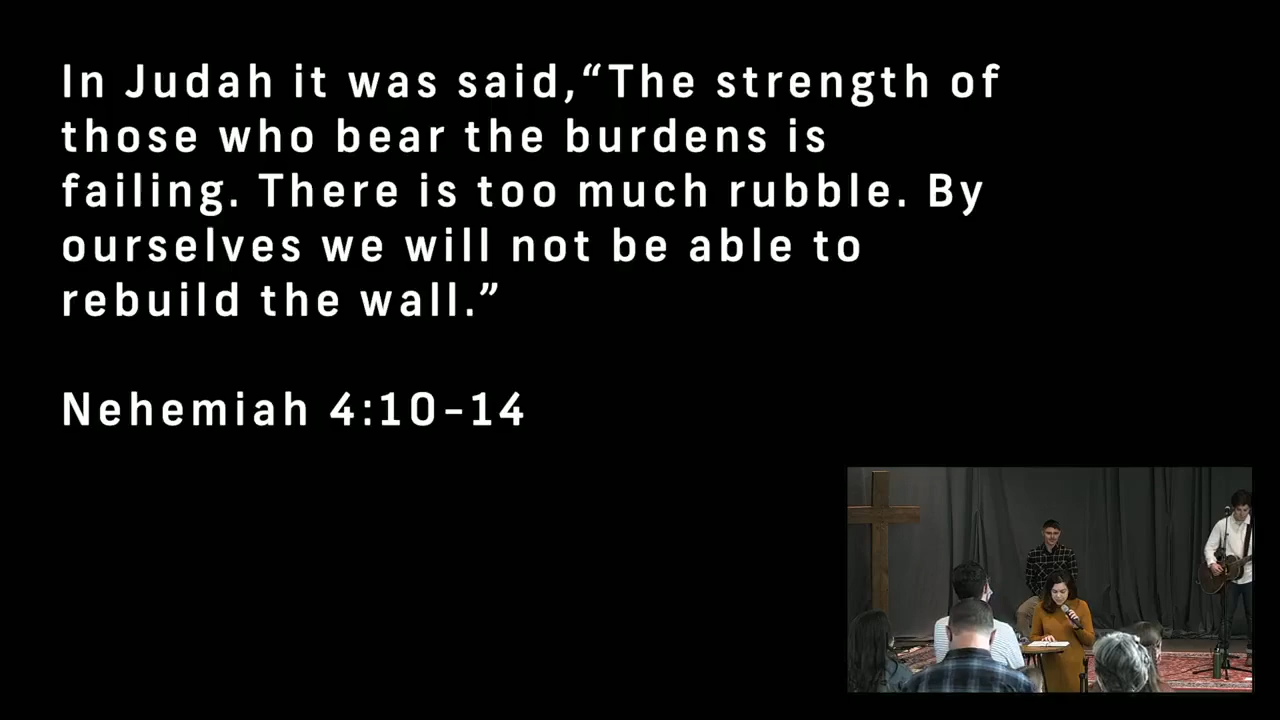 In Judah it was said,“The strength of
those who bear the burdens is
failing. There is too much rubble. By
ourselves we will not be able to
rebuild the wall.”
Nehemiah 4:10-14